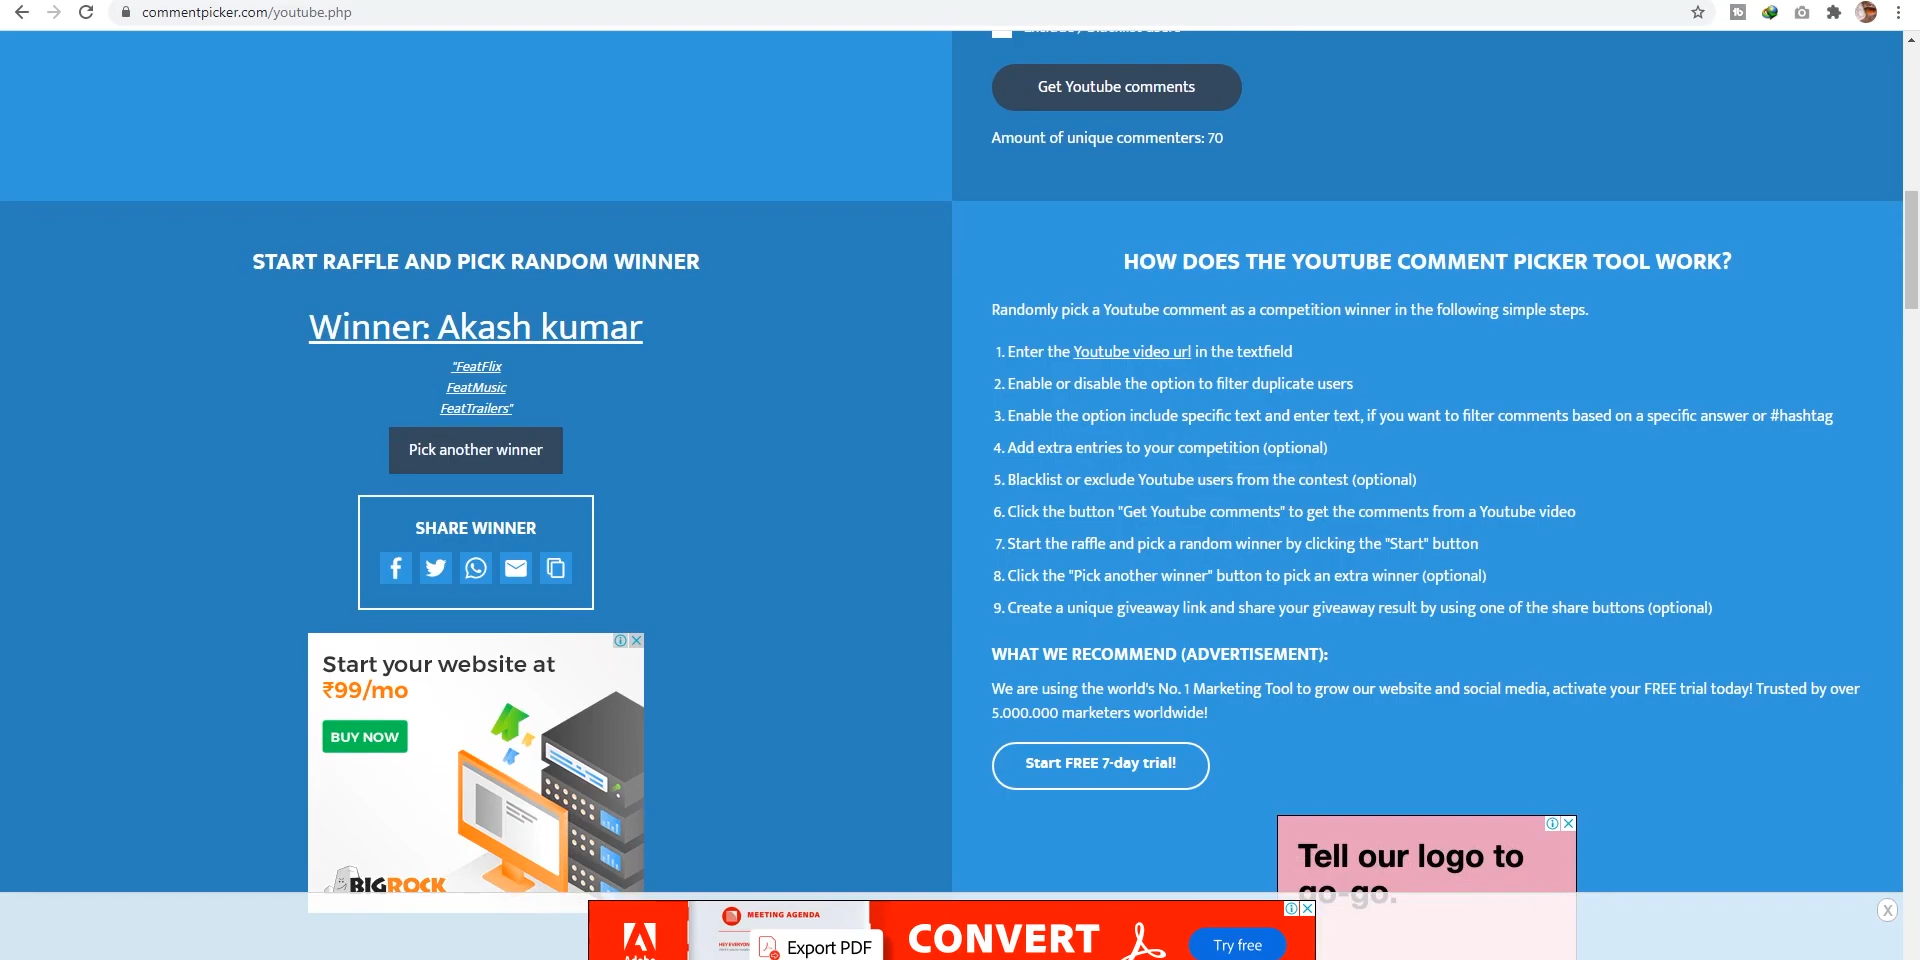 commentpicker.com/youtube.php
Get Youtube comments
Amount of unique commenters: 70
START RAFFLE AND PICK RANDOM WINNER
Winner: Akash kumar
"FeatFlix
FeatMusic
FeatTrailers"
Pick another winner
SHARE WINNER
Start your website at
₹99/mo
BUY NOW
BIGROCK
HOW DOES THE YOUTUBE COMMENT PICKER TOOL WORK?
Randomly pick a Youtube comment as a competition winner in the following simple steps.
1. Enter the Youtube video url in the textfield
2. Enable or disable the option to filter duplicate users
3. Enable the option include specific text and enter text, if you want to filter comments based on a specific answer or #hashtag
4. Add extra entries to your competition (optional)
5. Blacklist or exclude Youtube users from the contest (optional)
6. Click the button "Get Youtube comments" to get the comments from a Youtube video
7. Start the raffle and pick a random winner by clicking the "Start" button
8. Click the "Pick another winner" button to pick an extra winner (optional)
9. Create a unique giveaway link and share your giveaway result by using one of the share buttons (optional)
WHAT WE RECOMMEND (ADVERTISEMENT):
We are using the world's No. 1 Marketing Tool to grow our website and social media, activate your FREE trial today! Trusted by over
5.000.000 marketers worldwide!
Start FREE 7-day trial!
Tell our logo to
go-go.
X
MEETING AGENDA
Export PDF
CONVERT
Try free